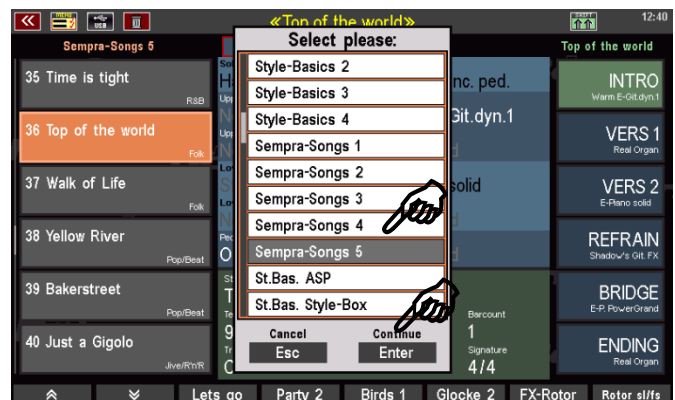 MENU
USB
«Top of the world»
SHIFT
12:40
Sempra-Songs 5
Select please:
Top of the world
35 Time is tight
R&B
36 Top of the world
Folk
37 Walk of Life
Folk
38 Yellow River
Pop/Beat
39 Bakerstreet
Pop/Beat
40 Just a Gigolo
Jive/R'n'R
Style-Basics 2
Style-Basics 3
Style-Basics 4
Sempra-Songs 1
Sempra-Songs 2
Sempra-Songs 3
Sempra-Songs 4
Sempra-Songs 5
St.Bas. ASP
St.Bas. Style-Box
Cancel
Esc
Continue
Enter
nc. ped.
Git.dyn.1
solid
Barcount
1
Signature
4/4
INTRO
Warm E-Git.dyn.1
VERS 1
Real Organ
VERS 2
E-Piano solid
REFRAIN
Shadow's Git. FX
BRIDGE
E-P. PowerGrand
ENDING
Real Organ
Lets go
Party 2
Birds 1
Glocke 2
FX-Rotor
Rotor sl/fs